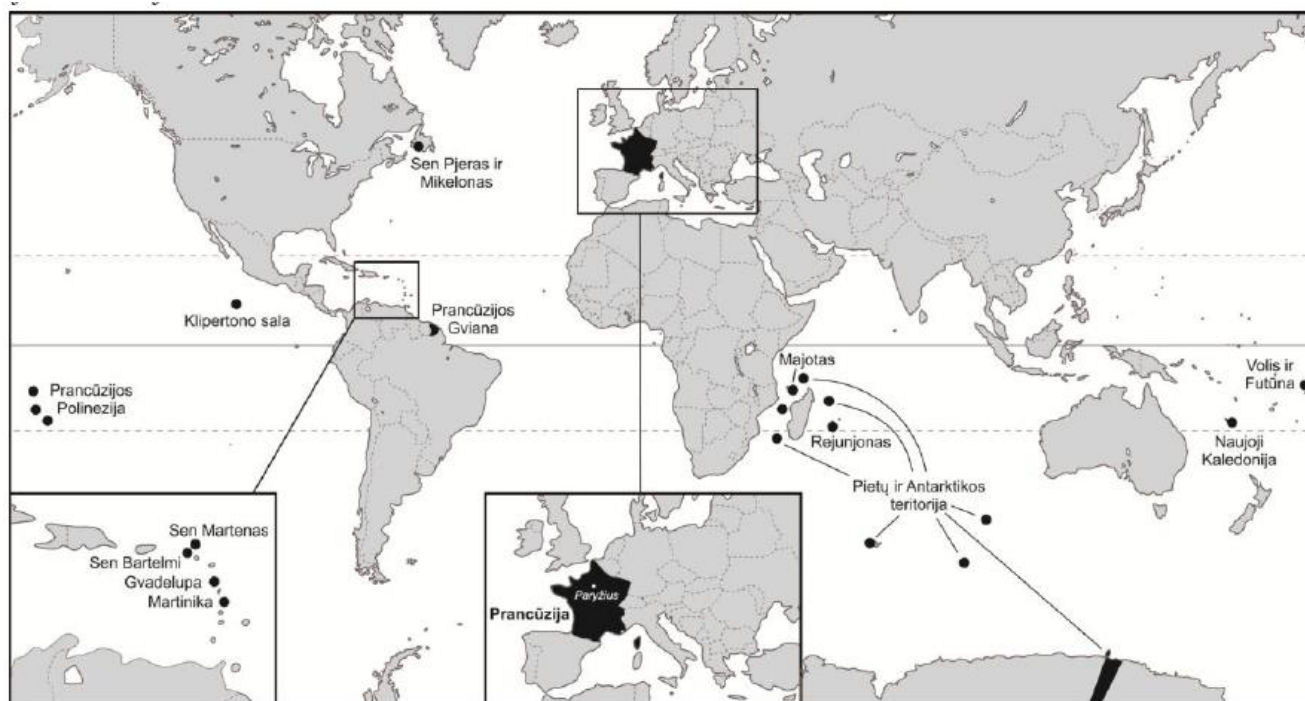 Sen Pjeras ir
Mikelonas
Klipertono sala
Prancūzijos
Gviana
Prancūzijos
Polinezija
Majotas
Rejunjonas
Volis ir
Futūna
Naujoji
Kaledonija
Pietų ir Antarktikos
teritorija
Sen Martenas
Sen Bartelmi
Gvadelupa
Martinika
Paryžius
Prancūzija